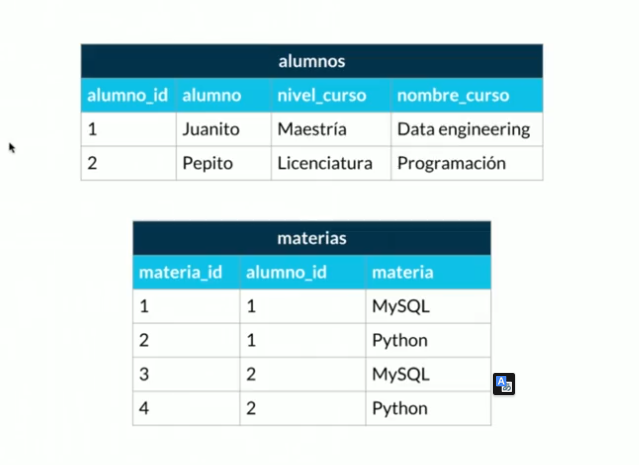 alumnos
alumno_id alumno nivel_curso nombre_curso
1 Juanito Maestría Data engineering
2 Pepito Licenciatura Programación
materias
materia_id alumno_id materia
1 1 MySQL
2 1 Python
3 2 MySQL
4 2 Python